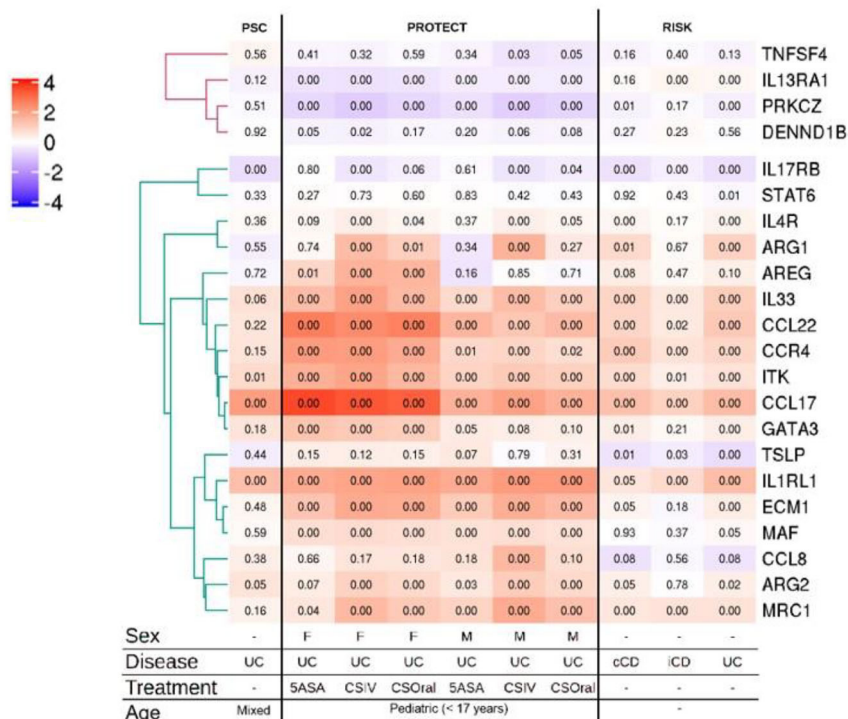 PSC PROTECT RISK
4
2
0
-2
-4
0.56 0.41 0.32 0.59 0.34 0.03 0.05 0.16 0.40 0.13 TNFSF4
0.12 0.00 0.00 0.00 0.00 0.00 0.00 0.16 0.00 0.00 IL13RA1
0.51 0.00 0.00 0.00 0.00 0.00 0.00 0.01 0.17 0.00 PRKCZ
0.92 0.05 0.02 0.17 0.20 0.06 0.08 0.27 0.23 0.56 DENND1B
0.00 0.80 0.00 0.06 0.61 0.00 0.04 0.00 0.00 0.00 IL17RB
0.33 0.27 0.73 0.60 0.83 0.42 0.43 0.92 0.43 0.01 STAT6
0.36 0.09 0.00 0.04 0.37 0.00 0.05 0.00 0.17 0.00 IL4R
0.55 0.74 0.00 0.01 0.34 0.00 0.27 0.01 0.67 0.00 ARG1
0.72 0.01 0.00 0.00 0.16 0.85 0.71 0.08 0.47 0.10 AREG
0.06 0.00 0.00 0.00 0.00 0.00 0.00 0.00 0.00 0.00 IL33
0.22 0.00 0.00 0.00 0.00 0.00 0.00 0.00 0.02 0.00 CCL22
0.15 0.00 0.00 0.00 0.01 0.00 0.02 0.00 0.00 0.00 CCR4
0.01 0.00 0.00 0.00 0.00 0.00 0.00 0.00 0.01 0.00 ITK
0.00 0.00 0.00 0.00 0.00 0.00 0.00 0.00 0.00 0.00 CCL17
0.18 0.00 0.00 0.00 0.05 0.08 0.10 0.01 0.21 0.00 GATA3
0.44 0.15 0.12 0.15 0.07 0.79 0.31 0.01 0.03 0.00 TSLP
0.00 0.00 0.00 0.00 0.00 0.00 0.00 0.05 0.00 0.00 IL1RL1
0.48 0.00 0.00 0.00 0.00 0.00 0.00 0.05 0.18 0.00 ECM1
0.59 0.00 0.00 0.00 0.00 0.00 0.00 0.93 0.37 0.05 MAF
0.38 0.66 0.17 0.18 0.18 0.00 0.10 0.08 0.56 0.08 CCL8
0.05 0.07 0.00 0.00 0.03 0.00 0.00 0.05 0.78 0.02 ARG2
0.16 0.04 0.00 0.00 0.00 0.00 0.00 0.00 0.00 0.00 MRC1
Sex - F F F M M M - - -
Disease UC UC UC UC UC UC UC cCD iCD UC
Treatment - 5ASA CSIV CSOral 5ASA CSIV CSOral - - -
Age Mixed Pediatric (< 17 years) -